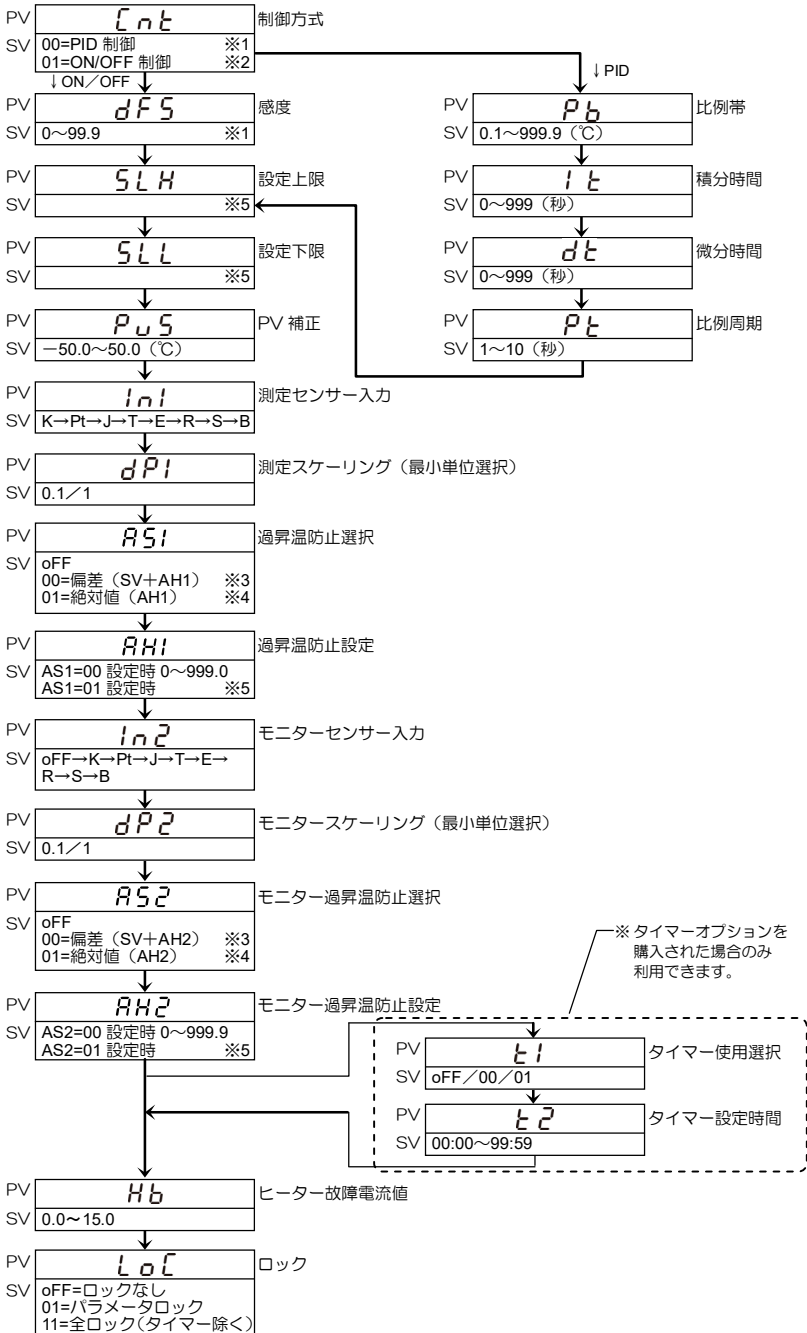 PV Cnt 制御方式
SV 00=PID 制御 ※1
01=ON/OFF 制御 ※2
↓ON／OFF
↓PID
PV dFS 感度
SV 0～99.9 ※1
PV Pb 比例帯
SV 0.1～999.9（℃）
PV SLH 設定上限
SV ※5
PV It 積分時間
SV 0～999（秒）
PV SLL 設定下限
SV ※5
PV dt 微分時間
SV 0～999（秒）
PV PvS PV 補正
SV －50.0～50.0（℃）
PV Pt 比例周期
SV 1～10（秒）
PV In1 測定センサー入力
SV K→Pt→J→T→E→R→S→B
PV dP1 測定スケーリング（最小単位選択）
SV 0.1／1
PV AS1 過昇温防止選択
SV oFF
00=偏差（SV＋AH1） ※3
01=絶対値（AH1） ※4
PV AH1 過昇温防止設定
SV AS1=00 設定時 0～999.0
AS1=01 設定時 ※5
PV In2 モニターセンサー入力
SV oFF→K→Pt→J→T→E→
R→S→B
PV dP2 モニタースケーリング（最小単位選択）
SV 0.1／1
PV AS2 モニター過昇温防止選択
SV oFF
00=偏差（SV＋AH2） ※3
01=絶対値（AH2） ※4
※ タイマーオプションを
購入された場合のみ
利用できます。
PV AH2 モニター過昇温防止設定
SV AS2=00 設定時 0～999.9
AS2=01 設定時 ※5
PV t1 タイマー使用選択
SV oFF／00／01
PV t2 タイマー設定時間
SV 00:00～99:59
PV Hb ヒーター故障電流値
SV 0.0～15.0
PV LoC ロック
SV oFF=ロックなし
01=パラメータロック
11=全ロック（タイマー除く）